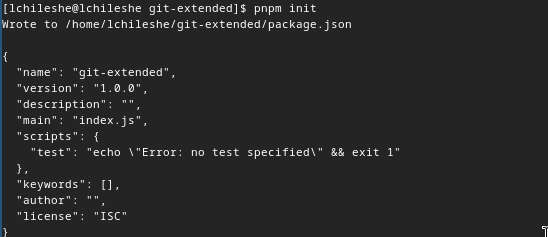 [lchileshe@lchileshe git-extended]$ pnpm init
Wrote to /home/lchileshe/git-extended/package.json

{
  "name": "git-extended",
  "version": "1.0.0",
  "description": "",
  "main": "index.js",
  "scripts": {
    "test": "echo \"Error: no test specified\" && exit 1"
  },
  "keywords": [],
  "author": "",
  "license": "ISC"
}